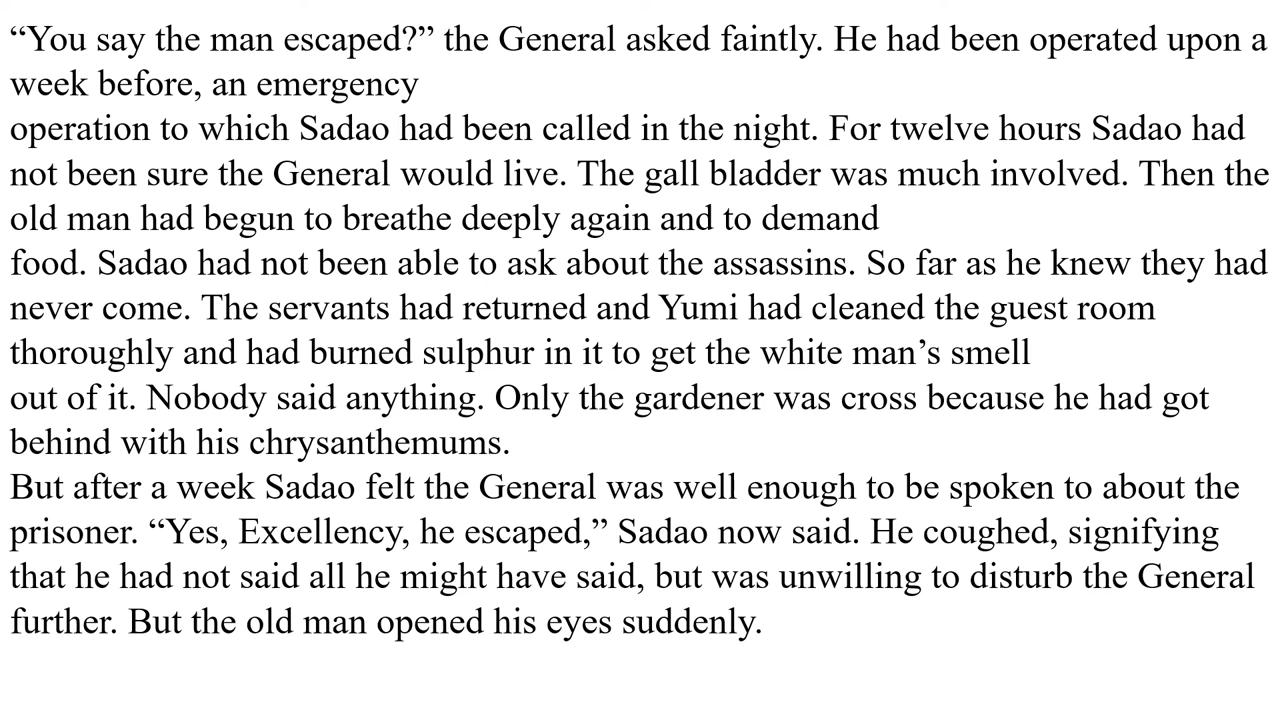 “You say the man escaped?” the General asked faintly. He had been operated upon a
week before, an emergency
operation to which Sadao had been called in the night. For twelve hours Sadao had
not been sure the General would live. The gall bladder was much involved. Then the
old man had begun to breathe deeply again and to demand
food. Sadao had not been able to ask about the assassins. So far as he knew they had
never come. The servants had returned and Yumi had cleaned the guest room
thoroughly and had burned sulphur in it to get the white man’s smell
out of it. Nobody said anything. Only the gardener was cross because he had got
behind with his chrysanthemums.
But after a week Sadao felt the General was well enough to be spoken to about the
prisoner. “Yes, Excellency, he escaped,” Sadao now said. He coughed, signifying
that he had not said all he might have said, but was unwilling to disturb the General
further. But the old man opened his eyes suddenly.